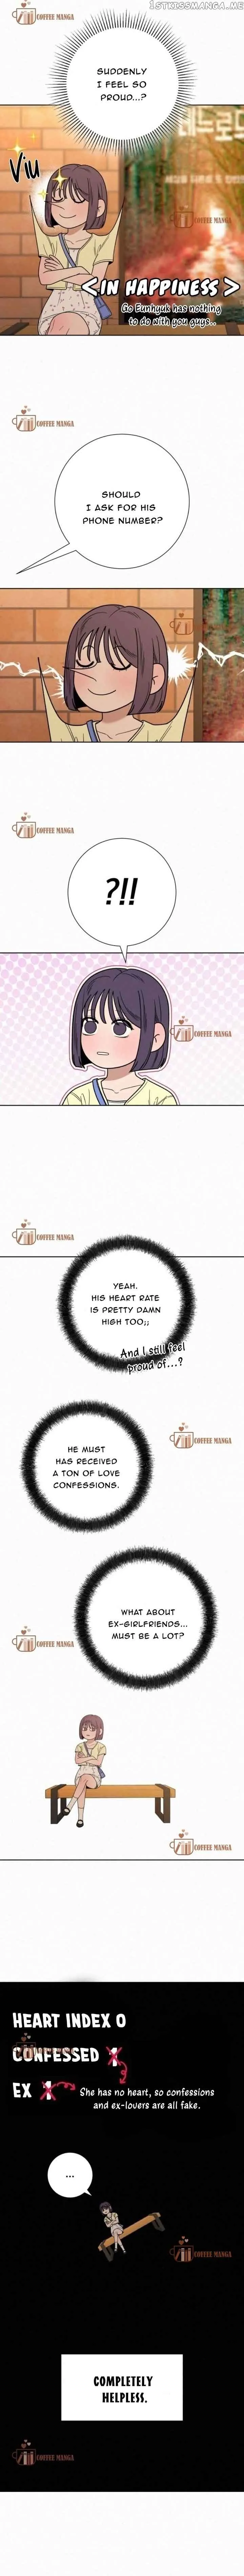 1STKISSMANGA.ME
COFFEE MANGA
SUDDENLY
I FEEL SO
PROUD...?
Viu
COFFEE MANGA
<IN HAPPINESS>
Go Eunhyuk has nothing
to do with you guys..
COFFEE MANGA
SHOULD
I ASK FOR HIS
PHONE NUMBER?
COFFEE MANGA
?!!
COFFEE MANGA
COFFEE MANGA
YEAH.
HIS HEART RATE
IS PRETTY DAMN
HIGH TOO;;
And I still feel
proud of...?
COFFEE MANGA
HE MUST
HAS RECEIVED
A TON OF LOVE
CONFESSIONS.
WHAT ABOUT
EX-GIRLFRIENDS...
MUST BE A LOT?
COFFEE MANGA
COFFEE MANGA
HEART INDEX 0
CONFESSED 1
EX 1
She has no heart, so confessions
and ex-lovers are all fake.
...
COFFEE MANGA
COMPLETELY
HELPLESS.
COFFEE MANGA